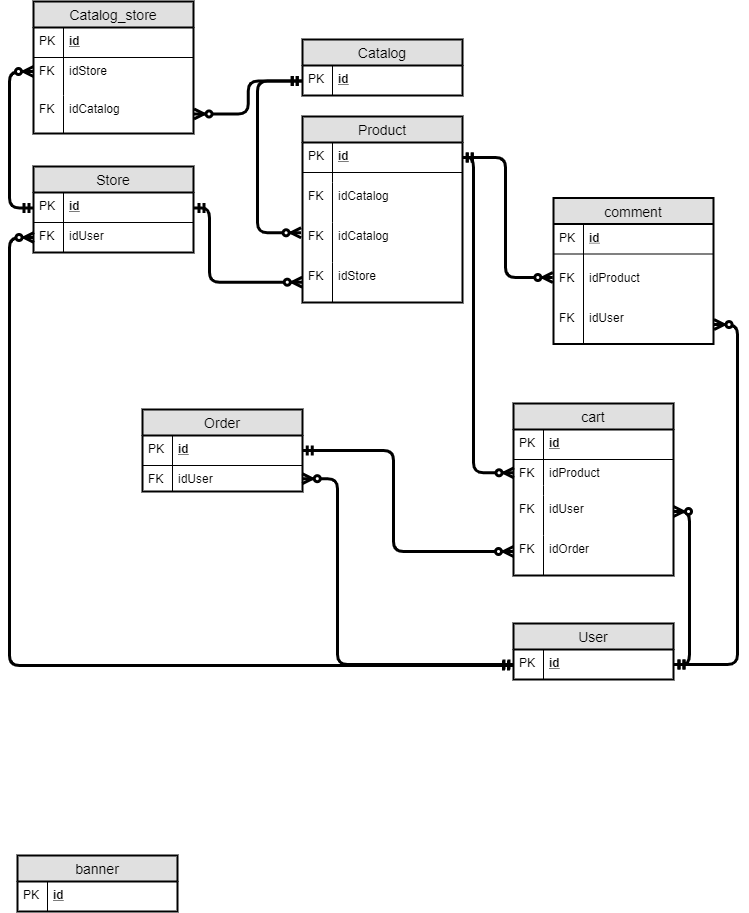 Catalog_store
PK id
FK idStore
FK idCatalog
Catalog
PK id
Product
PK id
FK idCatalog
FK idCatalog
FK idStore
Store
PK id
FK idUser
comment
PK id
FK idProduct
FK idUser
Order
PK id
FK idUser
cart
PK id
FK idProduct
FK idUser
FK idOrder
User
PK id
banner
PK id